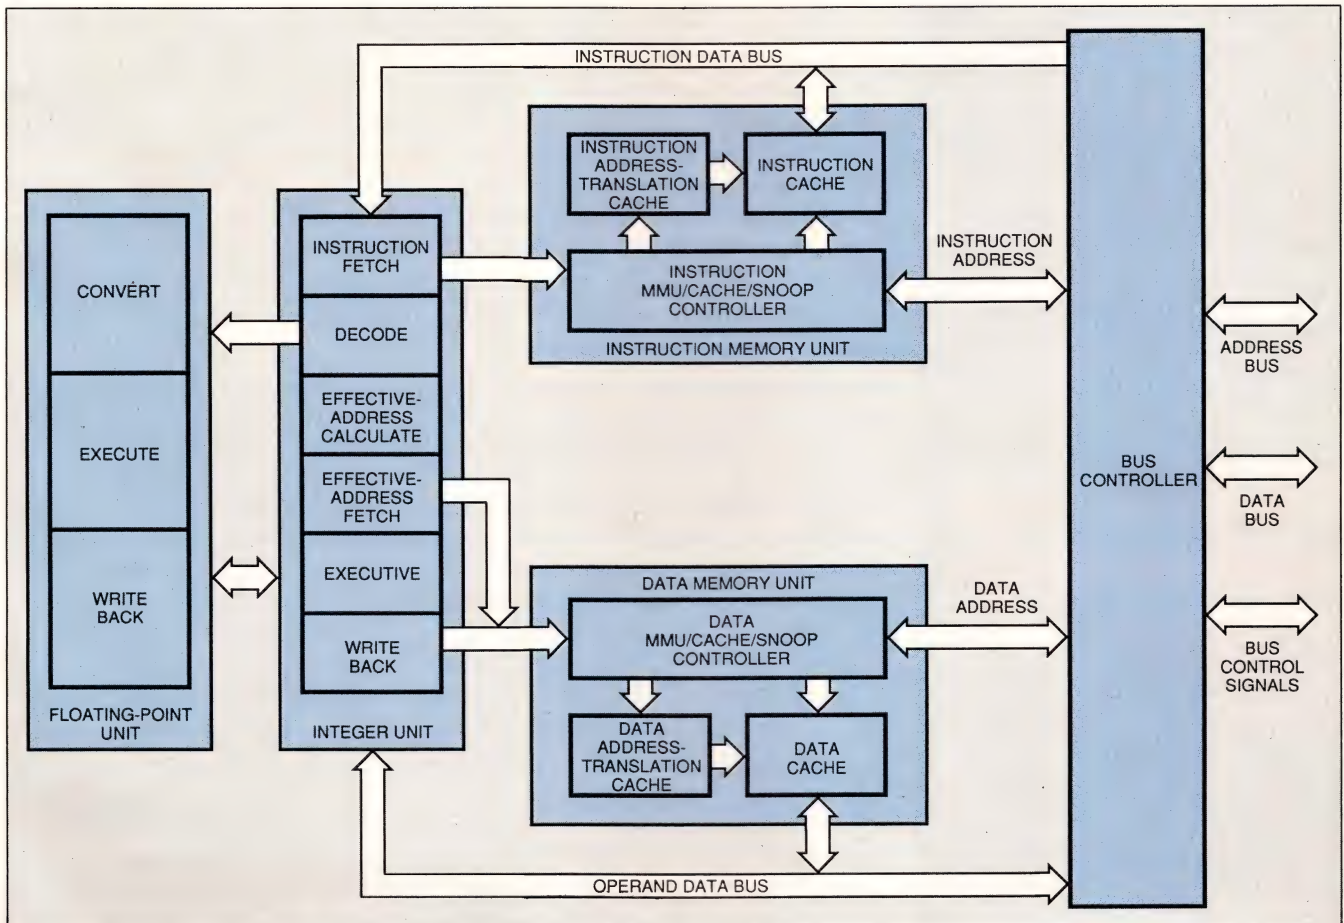 INSTRUCTION DATA BUS
INSTRUCTION
ADDRESS-
TRANSLATION
CACHE
INSTRUCTION
CACHE
INSTRUCTION
MMU/CACHE/SNOOP
CONTROLLER
INSTRUCTION MEMORY UNIT
INSTRUCTION
ADDRESS
CONVÉRT
EXECUTE
WRITE
BACK
FLOATING-POINT
UNIT
INSTRUCTION
FETCH
DECODE
EFFECTIVE-
ADDRESS
CALCULATE
EFFECTIVE-
ADDRESS
FETCH
EXECUTIVE
WRITE
BACK
INTEGER UNIT
DATA MEMORY UNIT
DATA
MMU/CACHE/SNOOP
CONTROLLER
DATA
ADDRESS-
TRANSLATION
CACHE
DATA
CACHE
DATA
ADDRESS
OPERAND DATA BUS
BUS
CONTROLLER
ADDRESS
BUS
DATA
BUS
BUS
CONTROL
SIGNALS